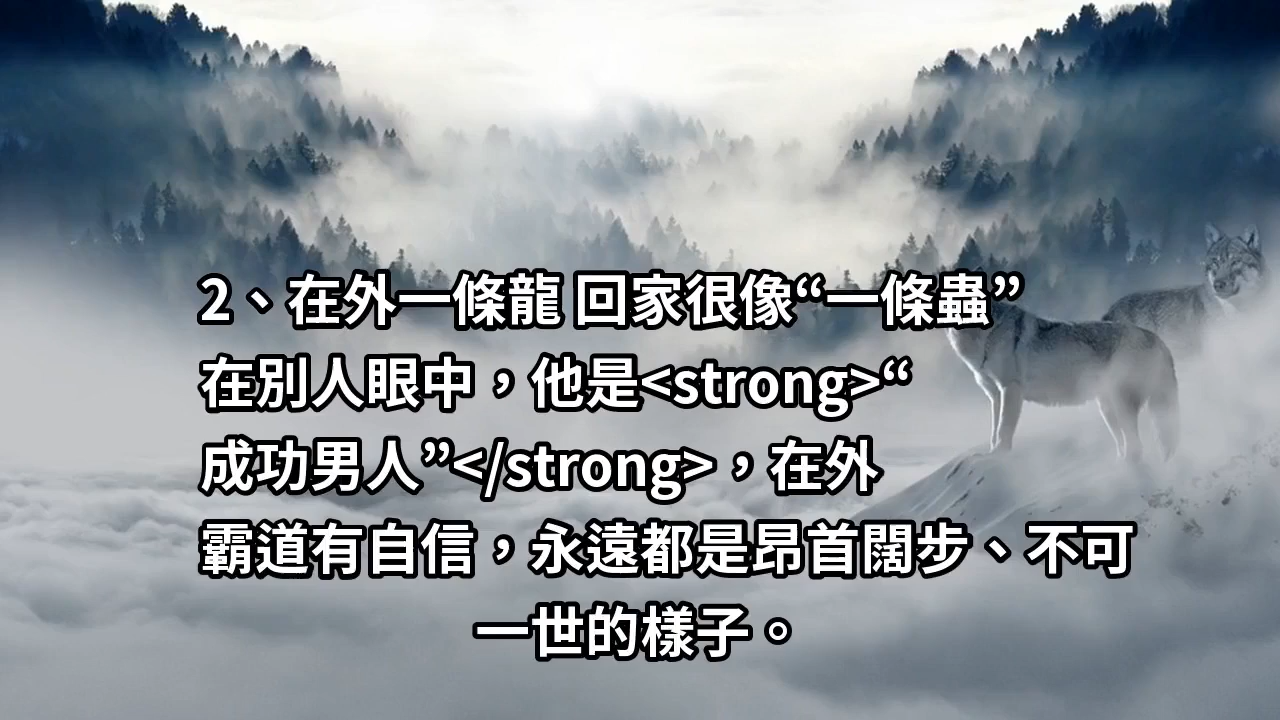 2、在外一條龍 回家很像“一條蟲”
在別人眼中，他是<strong>“
成功男人”</strong>，在外
霸道有自信，永遠都是昂首闊步、不可
一世的樣子。